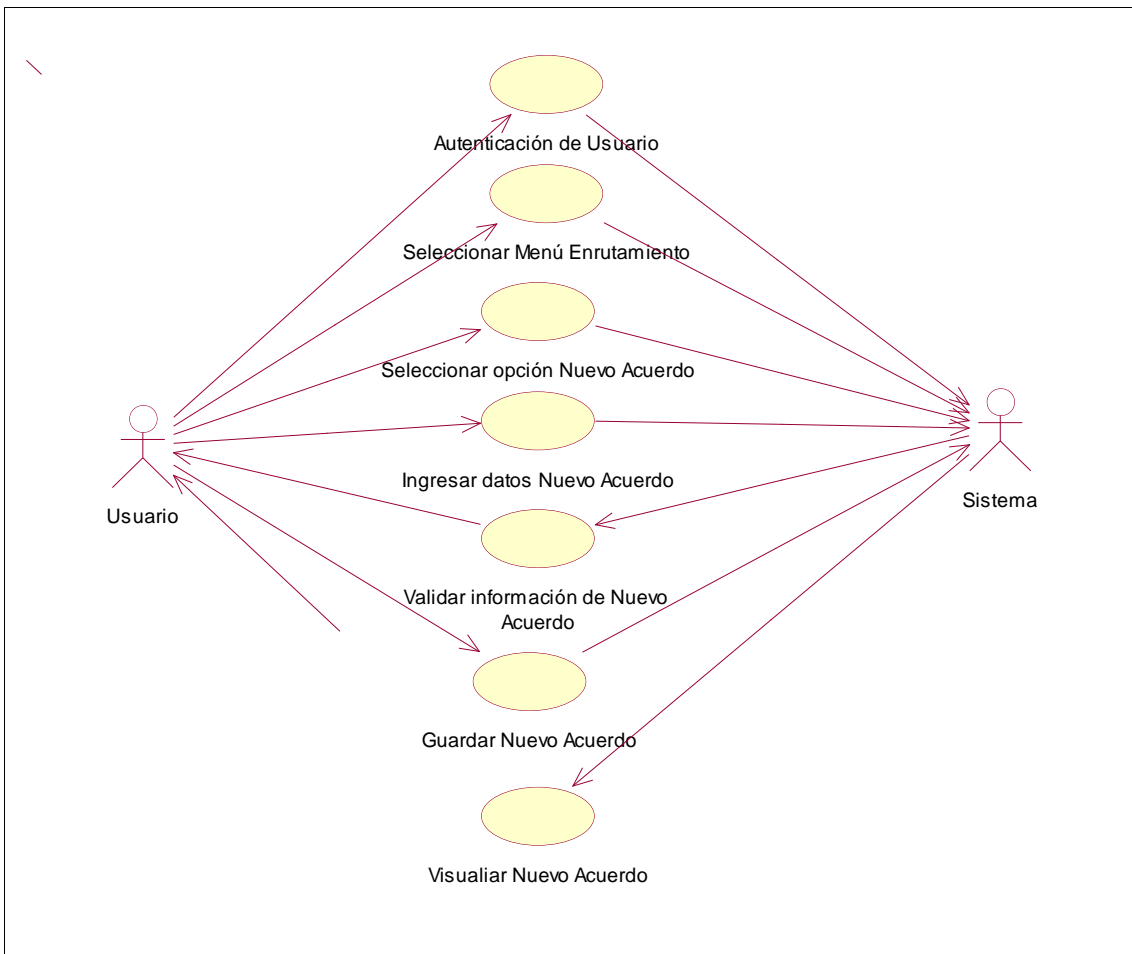 Autenticación de Usuario
Seleccionar Menú Enrutamiento
Seleccionar opción Nuevo Acuerdo
Ingresar datos Nuevo Acuerdo
Usuario
Sistema
Validar información de Nuevo
Acuerdo
Guardar Nuevo Acuerdo
Visualiar Nuevo Acuerdo